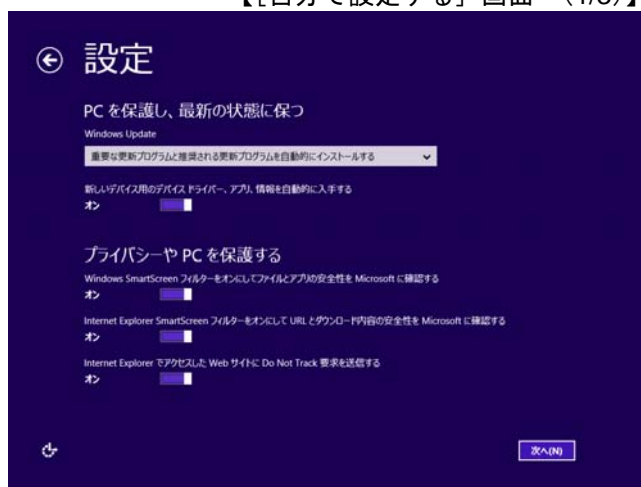 【[自分で設定する」画面 (1/3)】
設定
PC を保護し、最新の状態に保つ
Windows Update
重要な更新プログラムと推奨される更新プログラムを自動的にインストールする
新しいデバイス用のデバイス ドライバー、アプリ、情報を自動的に入手する
オン
プライバシーや PC を保護する
Windows SmartScreen フィルターをオンにしてファイルとアプリの安全性を Microsoft に確認する
オン
Internet Explorer SmartScreen フィルターをオンにして URL とダウンロード内容の安全性を Microsoft に確認する
オン
Internet Explorer でアクセスした Web サイトに Do Not Track 要求を送信する
オン
次へ(N)